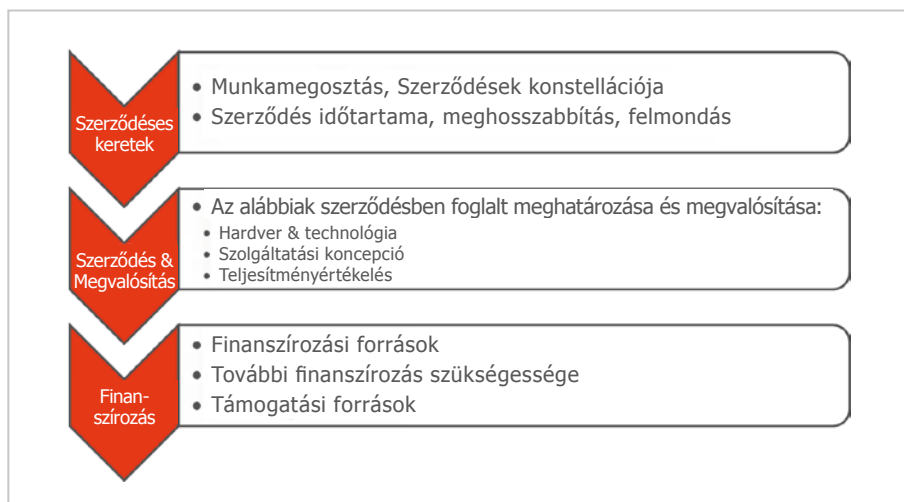 Szerződéses
keretek
• Munkamegosztás, Szerződések konstellációja
• Szerződés időtartama, meghosszabbítás, felmondás
Szerződés &
Megvalósítás
• Az alábbiak szerződésben foglalt meghatározása és megvalósítása:
• Hardver & technológia
• Szolgáltatási koncepció
• Teljesítményértékelés
Finan-
szírozás
• Finanszírozási források
• További finanszírozás szükségessége
• Támogatási források